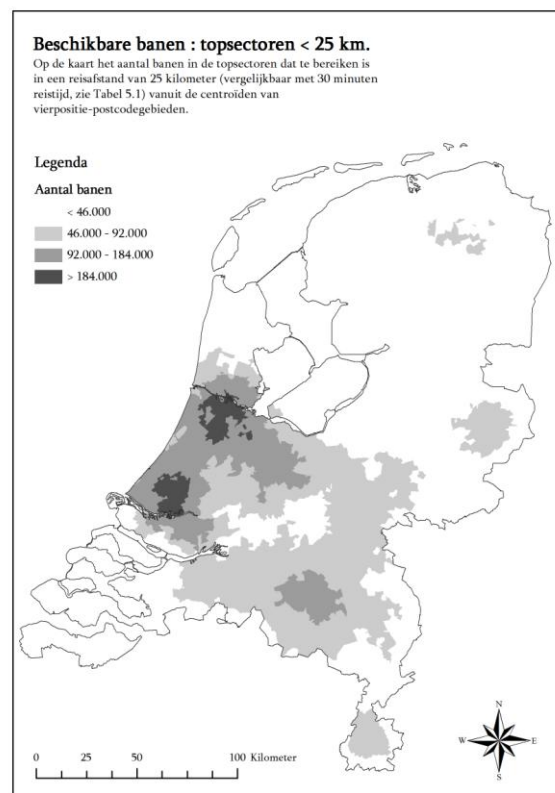 Beschikbare banen : topsectoren < 25 km.
Op de kaart het aantal banen in de topsectoren dat te bereiken is
in een reisafstand van 25 kilometer (vergelijkbaar met 30 minuten
reistijd, zie Tabel 5.1) vanuit de centroïden van
vierpositie-postcodegebieden.
Legenda
Aantal banen
< 46.000
46.000 - 92.000
92.000 - 184.000
> 184.000
N
W E
S
0 25 50 100 Kilometer